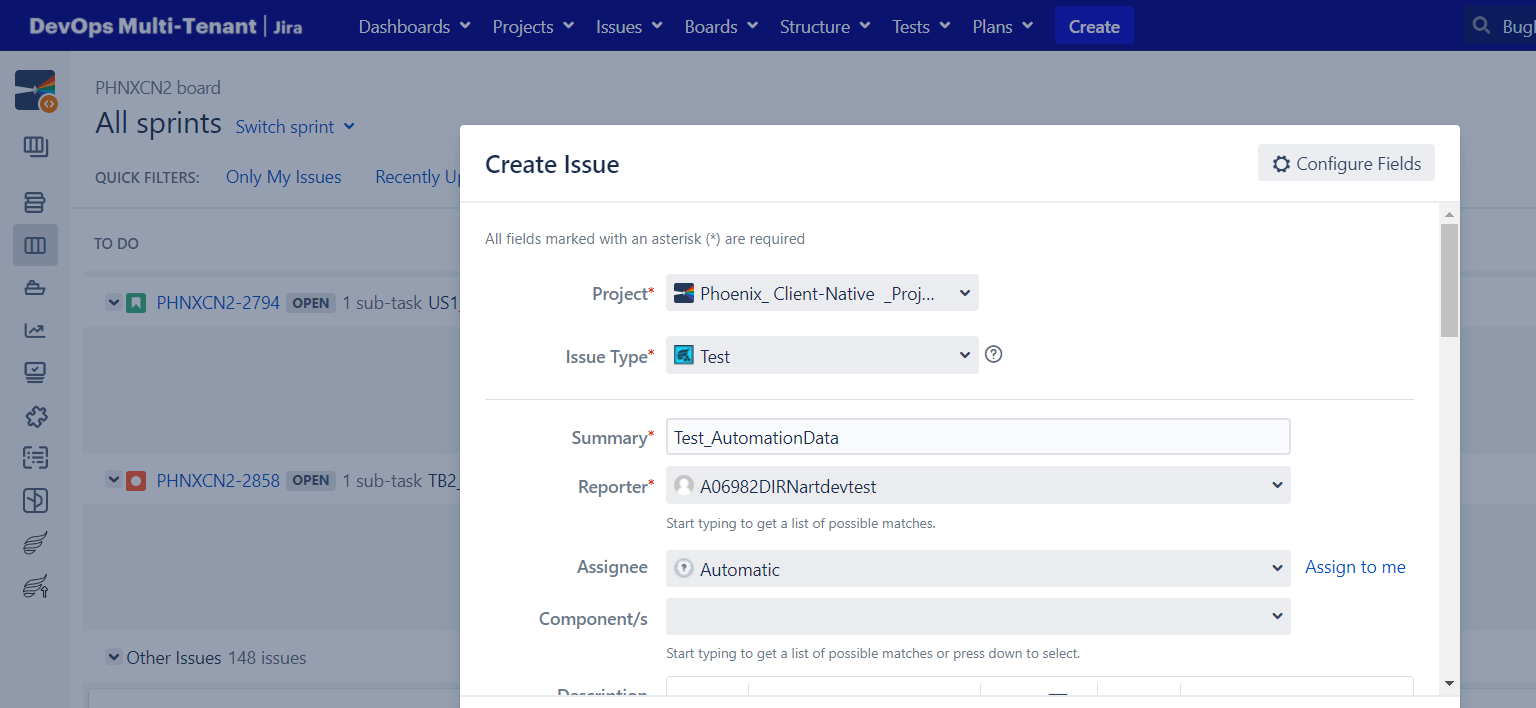 DevOps Multi-Tenant | Jira Dashboards Projects Issues Boards Structure Tests Plans Create
PHNXCN2 board
All sprints Switch sprint
QUICK FILTERS: Only My Issues Recently
TO DO
PHNXCN2-2794 OPEN 1 sub-task US1_
PHNXCN2-2858 OPEN 1 sub-task TB2_
Other Issues 148 issues
Create Issue Configure Fields
All fields marked with an asterisk (*) are required
Project* Phoenix_ Client-Native _Proj...
Issue Type* Test
Summary* Test_AutomationData
Reporter* A06982DIRNartdevtest
Start typing to get a list of possible matches.
Assignee Automatic Assign to me
Component/s
Start typing to get a list of possible matches or press down to select.
Description